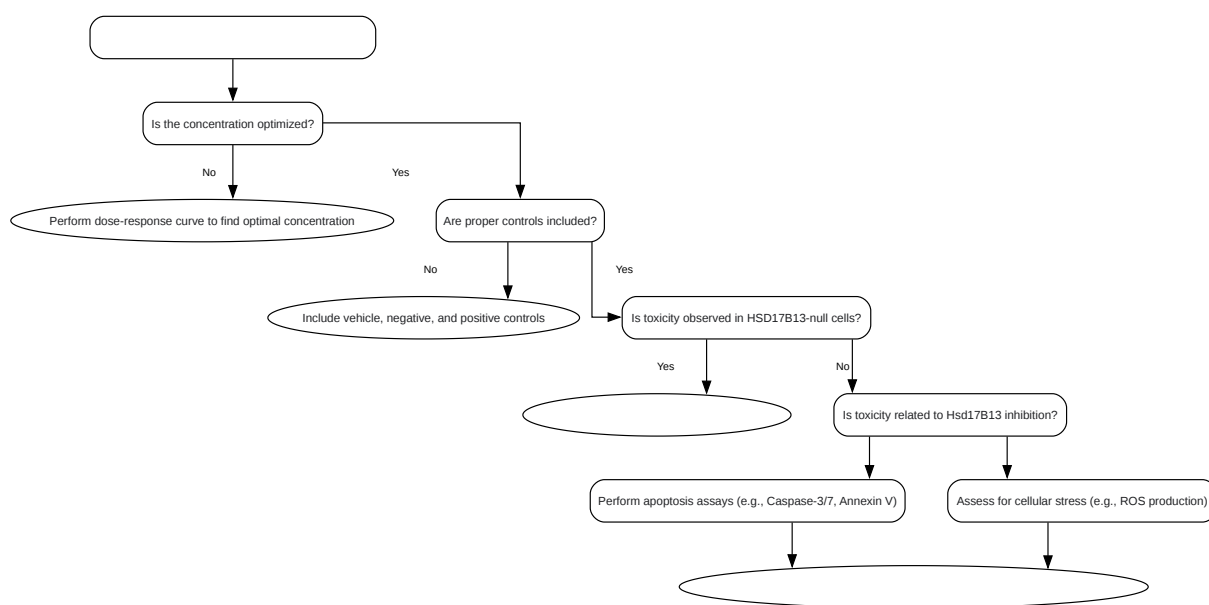 Is the concentration optimized?
No
Yes
Perform dose-response curve to find optimal concentration
Are proper controls included?
No
Yes
Include vehicle, negative, and positive controls
Is toxicity observed in HSD17B13-null cells?
Yes
No
Is toxicity related to Hsd17B13 inhibition?
Perform apoptosis assays (e.g., Caspase-3/7, Annexin V)
Assess for cellular stress (e.g., ROS production)